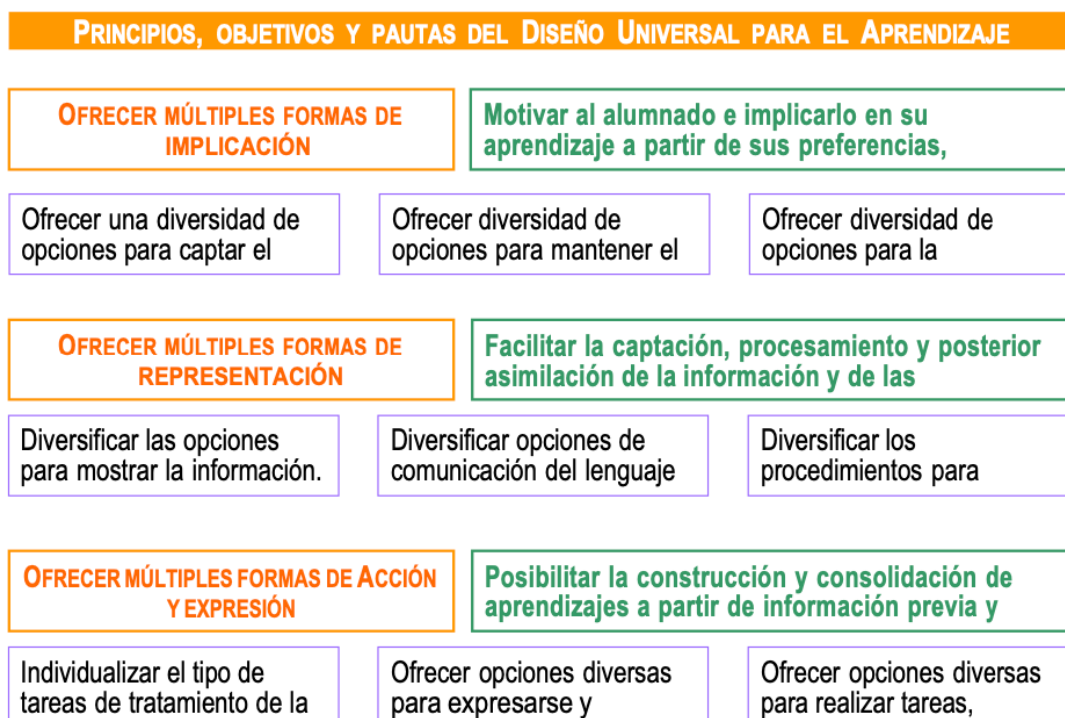 PRINCIPIOS, OBJETIVOS Y PAUTAS DEL DISEÑO UNIVERSAL PARA EL APRENDIZAJE
OFRECER MÚLTIPLES FORMAS DE
IMPLICACIÓN
Motivar al alumnado e implicarlo en su
aprendizaje a partir de sus preferencias,
Ofrecer una diversidad de
opciones para captar el
Ofrecer diversidad de
opciones para mantener el
Ofrecer diversidad de
opciones para la
OFRECER MÚLTIPLES FORMAS DE
REPRESENTACIÓN
Facilitar la captación, procesamiento y posterior
asimilación de la información y de las
Diversificar las opciones
para mostrar la información.
Diversificar opciones de
comunicación del lenguaje
Diversificar los
procedimientos para
OFRECER MÚLTIPLES FORMAS DE ACCIÓN
Y EXPRESIÓN
Posibilitar la construcción y consolidación de
aprendizajes a partir de información previa y
Individualizar el tipo de
tareas de tratamiento de la
Ofrecer opciones diversas
para expresarse y
Ofrecer opciones diversas
para realizar tareas,